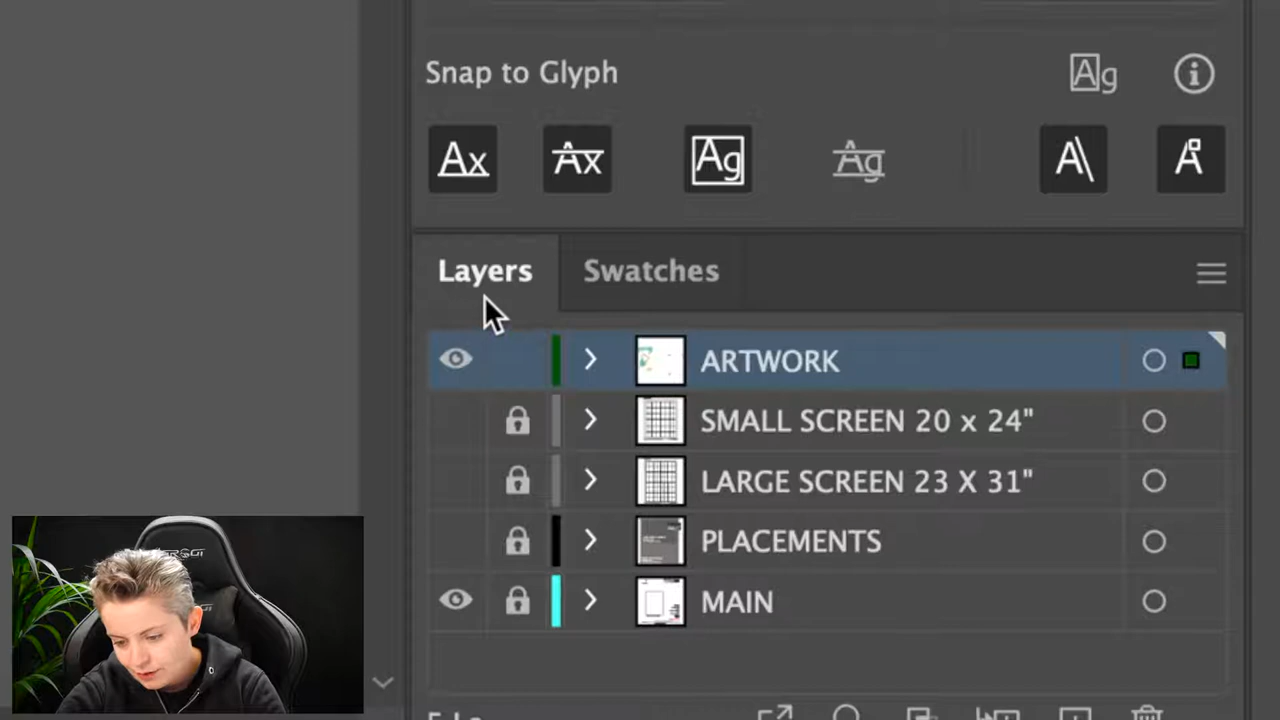 Snap to Glyph
Ag
Ax
Ax
Ag
Ag
A
A
Layers
Swatches
ARTWORK
SMALL SCREEN 20 x 24"
LARGE SCREEN 23 X 31"
PLACEMENTS
MAIN